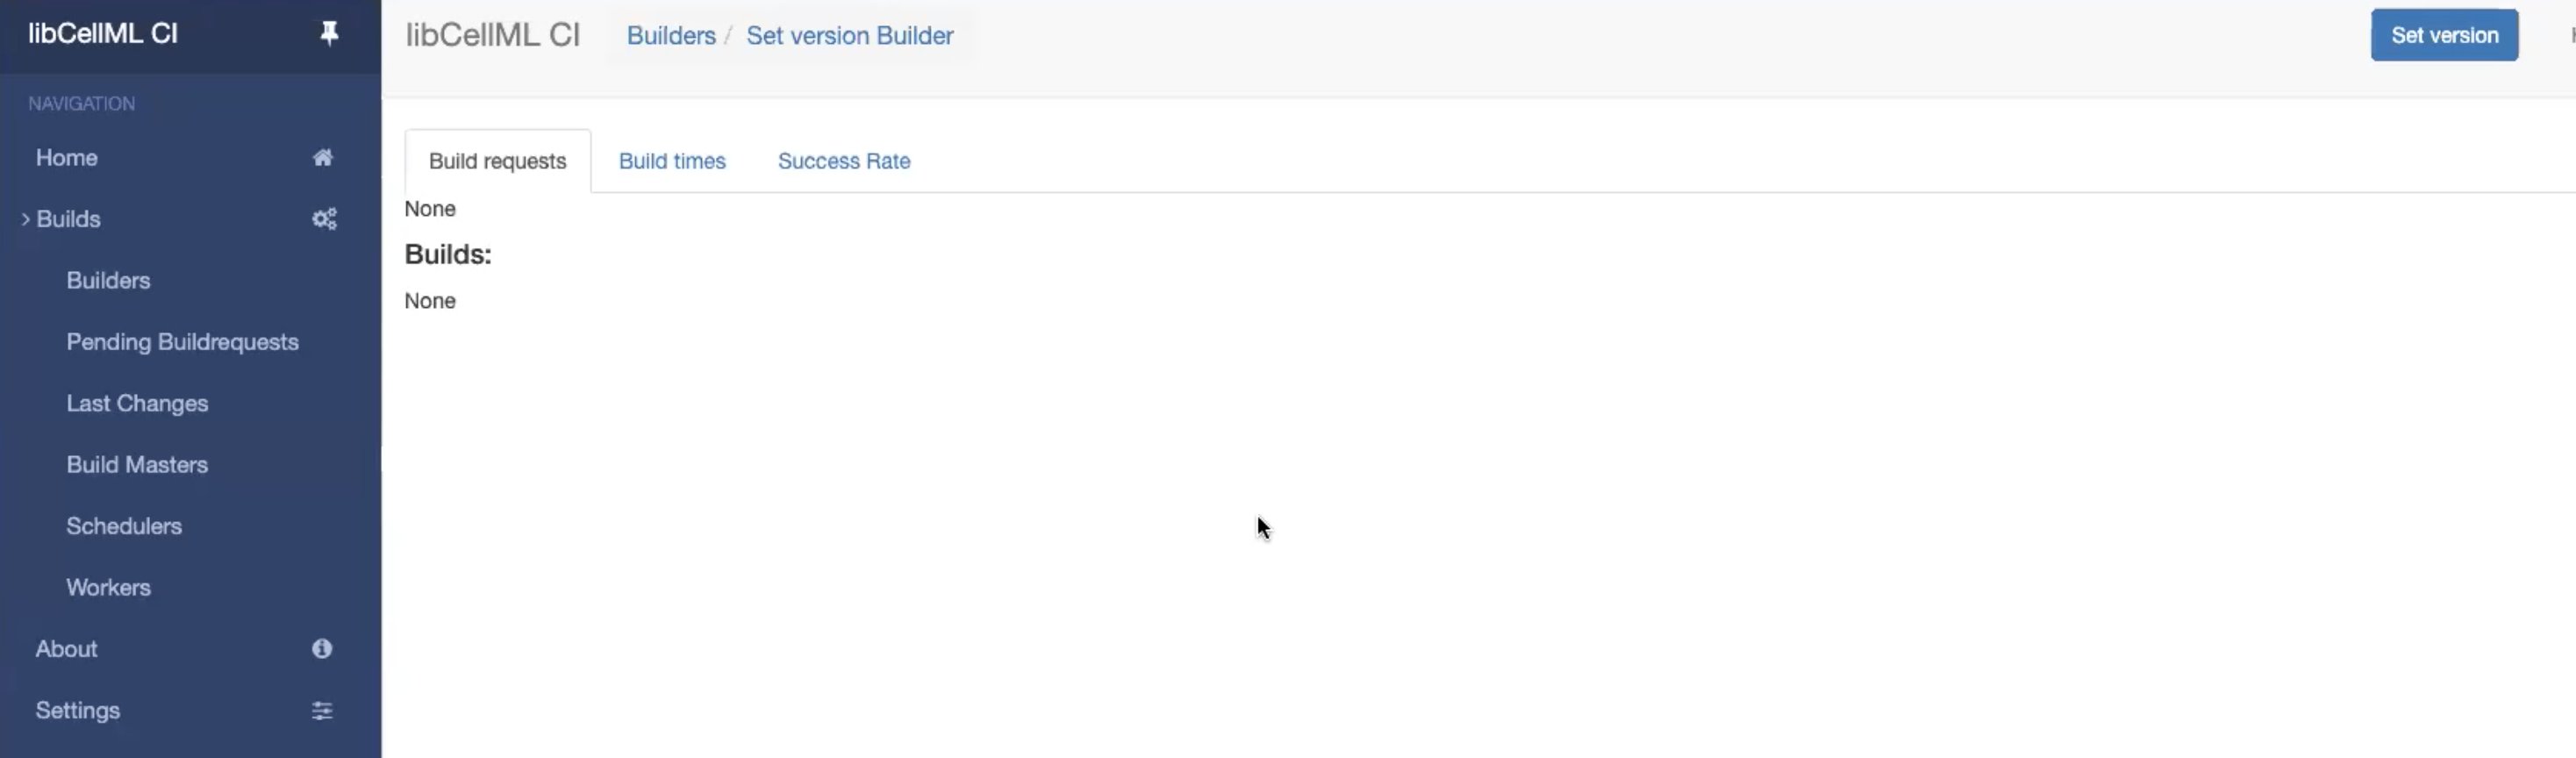 libCellML CI
NAVIGATION
Home
Builds
Builders
Pending Buildrequests
Last Changes
Build Masters
Schedulers
Workers
About
Settings
libCellML CI Builders / Set version Builder Set version
Build requests Build times Success Rate
None
Builds:
None